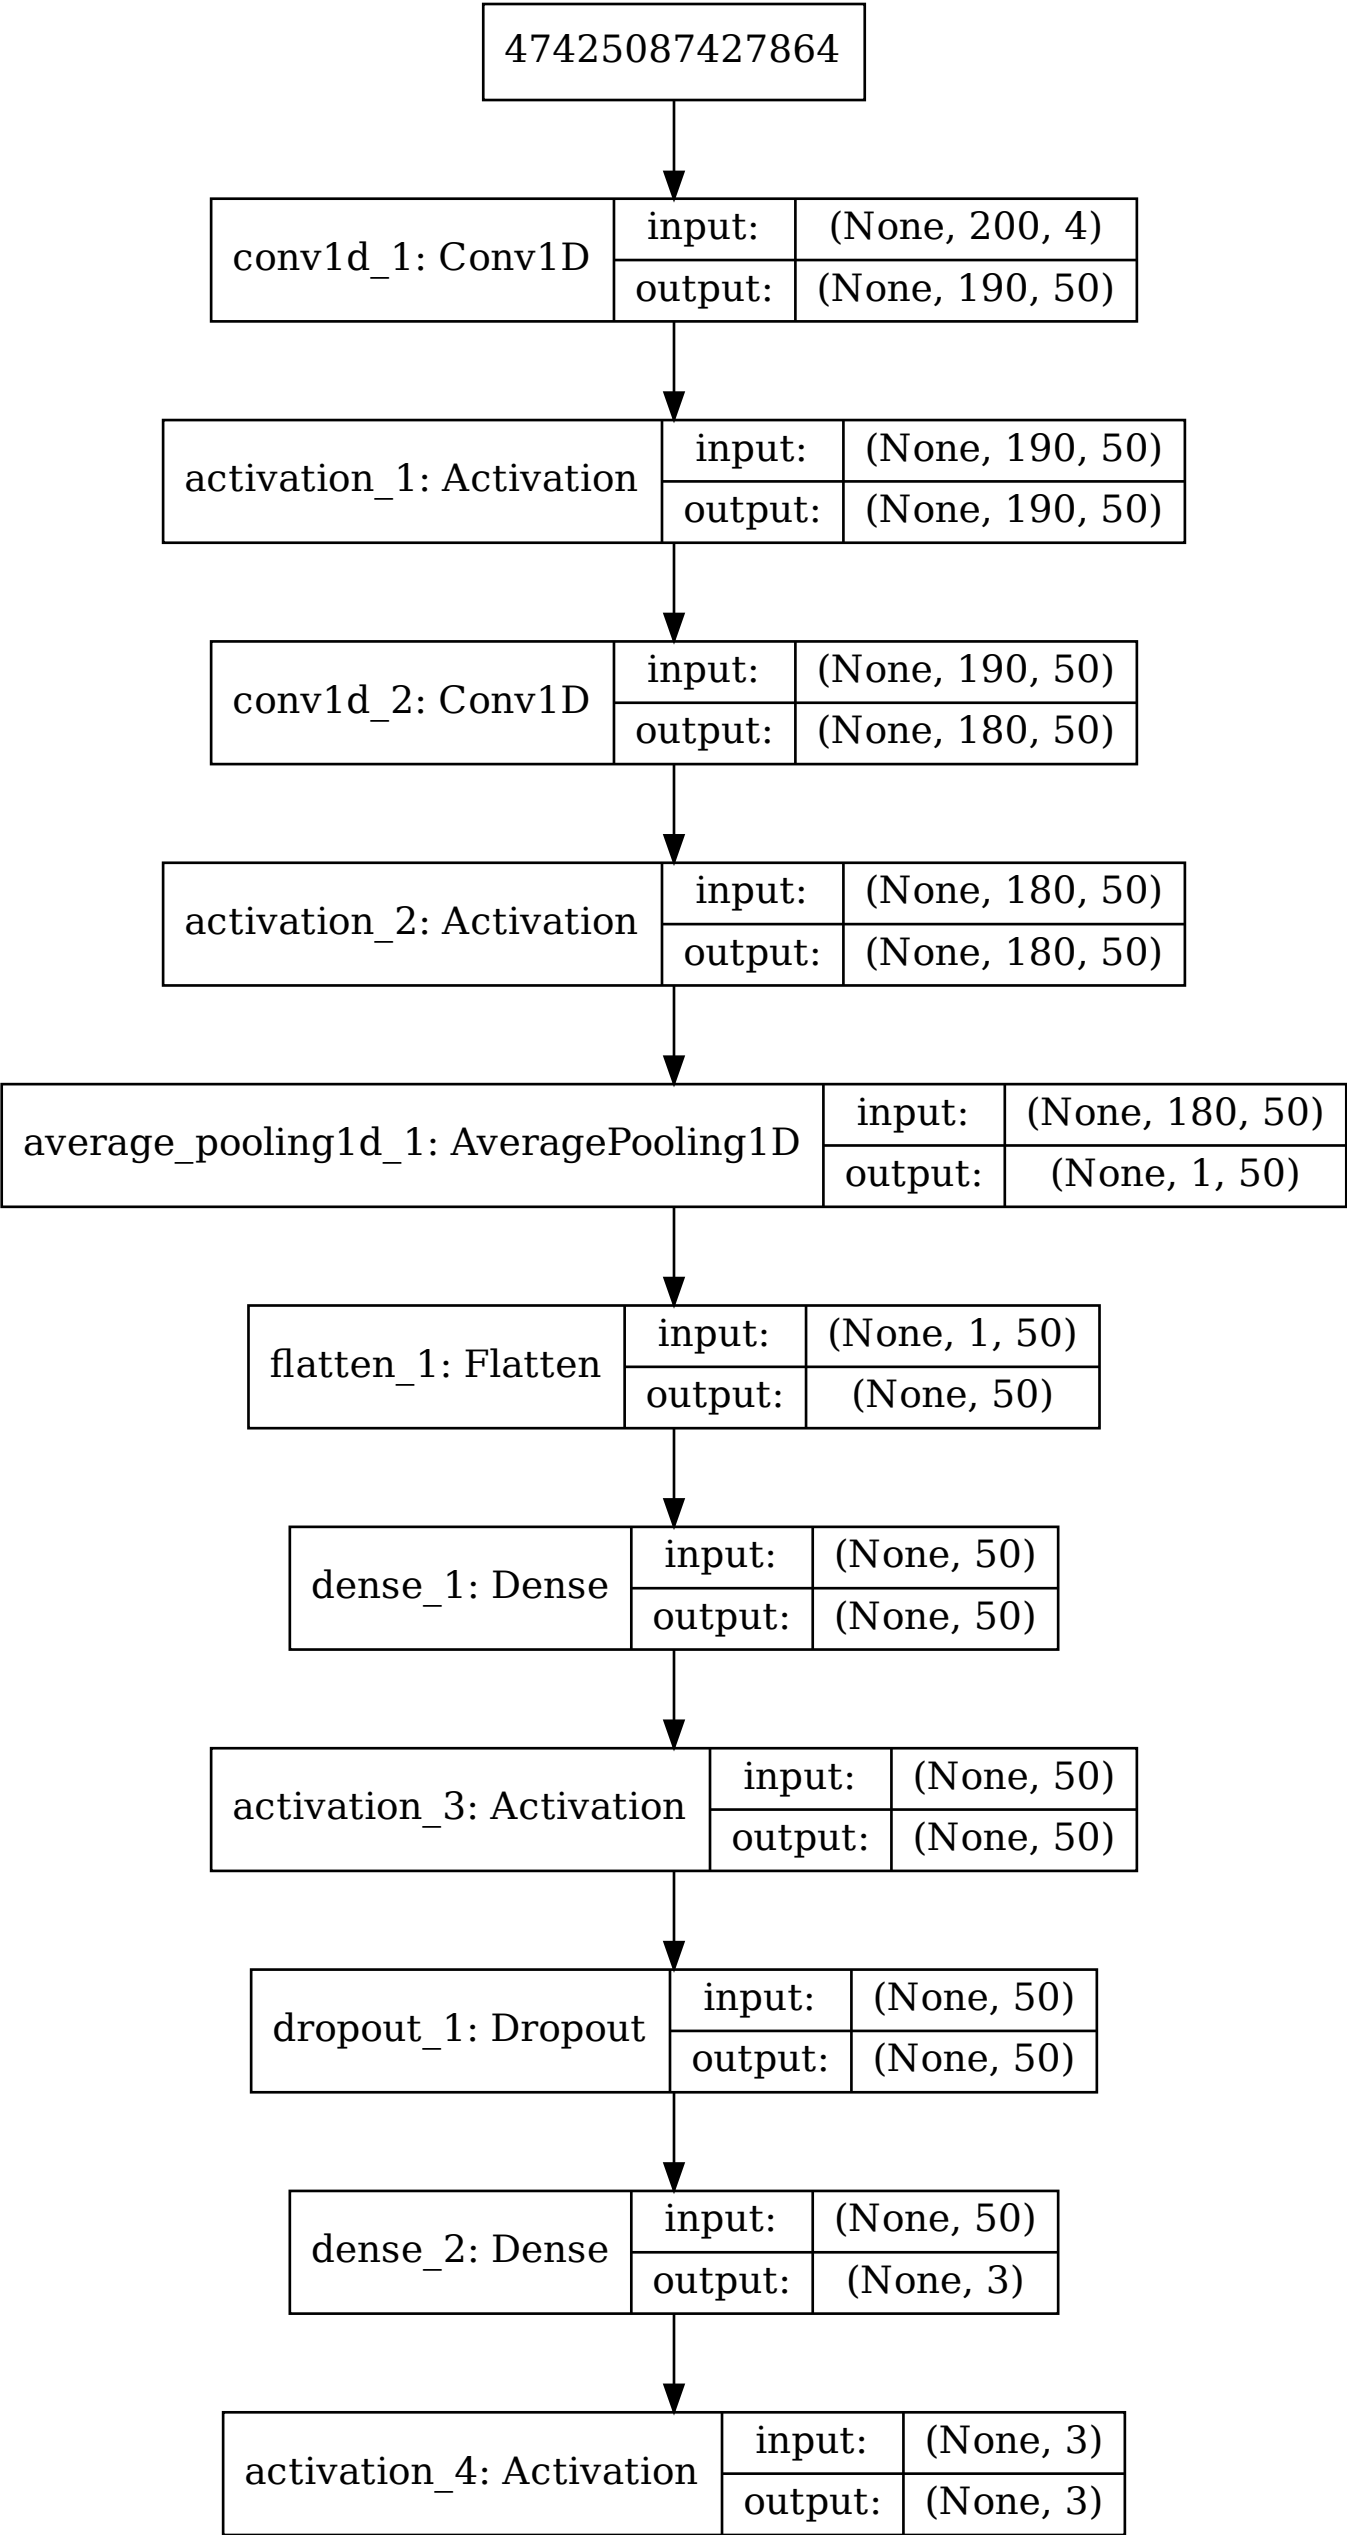 47425087427864
conv1d_1: Conv1D
input: (None, 200, 4)
output: (None, 190, 50)
activation_1: Activation
input: (None, 190, 50)
output: (None, 190, 50)
conv1d_2: Conv1D
input: (None, 190, 50)
output: (None, 180, 50)
activation_2: Activation
input: (None, 180, 50)
output: (None, 180, 50)
average_pooling1d_1: AveragePooling1D
input: (None, 180, 50)
output: (None, 1, 50)
flatten_1: Flatten
input: (None, 1, 50)
output: (None, 50)
dense_1: Dense
input: (None, 50)
output: (None, 50)
activation_3: Activation
input: (None, 50)
output: (None, 50)
dropout_1: Dropout
input: (None, 50)
output: (None, 50)
dense_2: Dense
input: (None, 50)
output: (None, 3)
activation_4: Activation
input: (None, 3)
output: (None, 3)